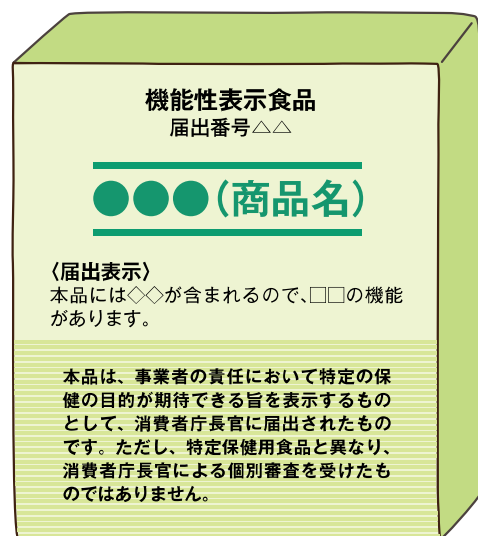 機能性表示食品
届出番号△△
●●●(商品名)
〈届出表示〉
本品には◇◇が含まれるので、□□の機能
があります。
本品は、事業者の責任において特定の保
健の目的が期待できる旨を表示するもの
として、消費者庁長官に届出されたもの
です。ただし、特定保健用食品と異なり、
消費者庁長官による個別審査を受けたも
のではありません。